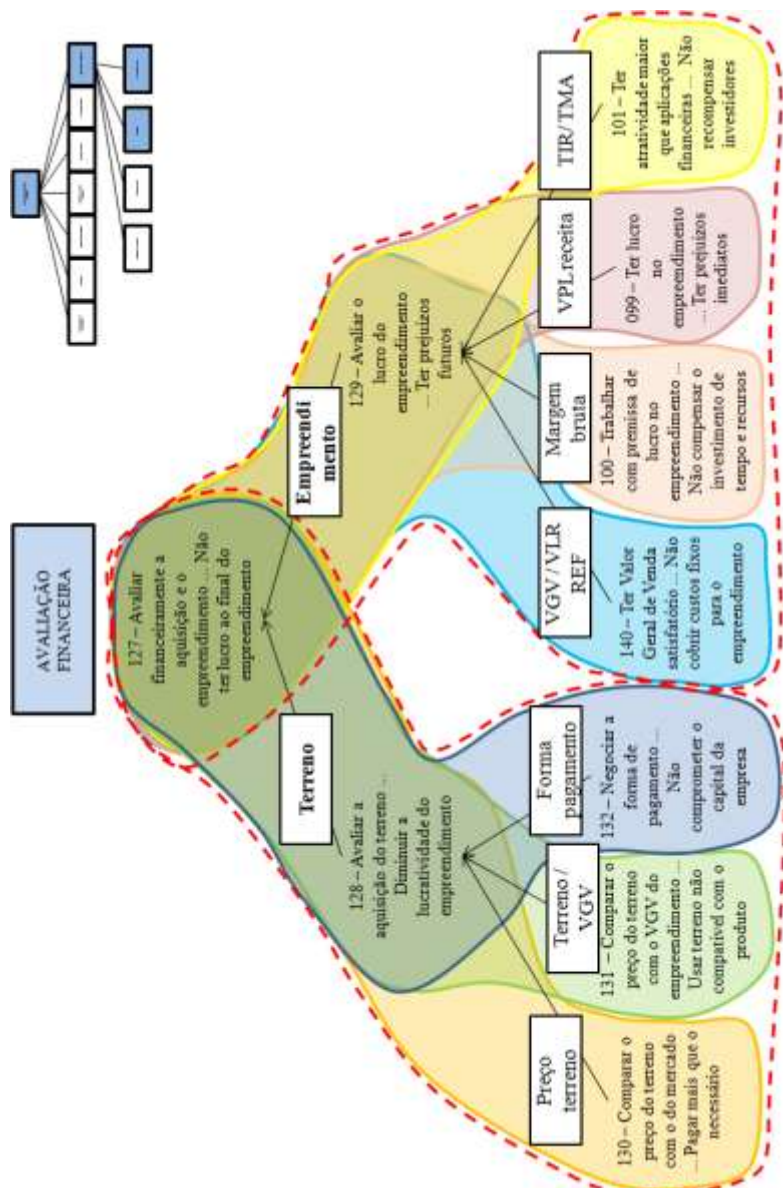 AVALIAÇÃO
FINANCEIRA
127 – Avaliar
financeiramente a
aquisição e o
empreendimento ... Não
ter lucro ao final do
empreendimento
Terreno
Empreendi
mento
128 – Avaliar a
aquisição do terreno ...
Diminuir a
lucratividade do
empreendimento
129 – Avaliar o
lucro do
empreendimento
... Ter prejuízos
futuros
Preço
terreno
Terreno /
VGV
Forma
pagamento
VGV / VLR
REF
Margem
bruta
VPLreceita
TIR/TMA
130 – Comparar o
preço do terreno
com o do mercado
... Pagar mais que o
necessário
131 – Comparar o
preço do terreno
com o VGV do
empreendimento ...
Usar terreno não
compatível com o
produto
132 – Negociar a
forma de
pagamento ...
Não
comprometer o
capital da
empresa
140 – Ter Valor
Geral de Venda
satisfatório ... Não
cobrir custos fixos
para o
empreendimento
100 – Trabalhar
com premissa de
lucro no
empreendimento ...
Não compensar o
investimento de
tempo e recursos
099 – Ter lucro
no
empreendimento
... Ter prejuízos
imediatos
101 – Ter
atratividade maior
que aplicações
financeiras ... Não
recompensar
investidores